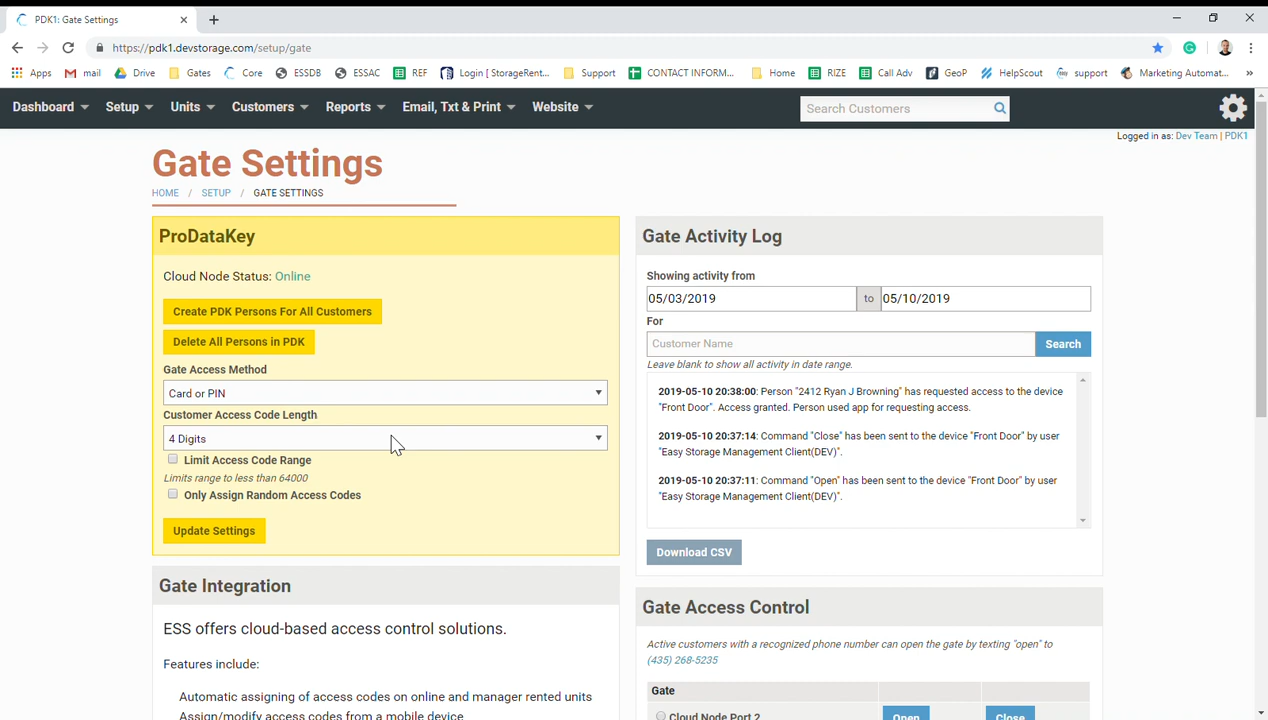 PDK1: Gate Settings
https://pdk1.devstorage.com/setup/gate
Apps mail Drive Gates Core ESSDB ESSAC REF Login [ StorageRent... Support CONTACT INFORM... Home RIZE Call Adv GeoP HelpScout support Marketing Automat... »
Dashboard Setup Units Customers Reports Email, Txt & Print Website Search Customers
Logged in as: Dev Team | PDK1
Gate Settings
HOME / SETUP / GATE SETTINGS
ProDataKey
Cloud Node Status: Online
Create PDK Persons For All Customers
Delete All Persons in PDK
Gate Access Method
Card or PIN
Customer Access Code Length
4 Digits
Limit Access Code Range
Limits range to less than 64000
Only Assign Random Access Codes
Update Settings
Gate Integration
ESS offers cloud-based access control solutions.
Features include:
Automatic assigning of access codes on online and manager rented units
Assign/modify access codes from a mobile device
Gate Activity Log
Showing activity from
05/03/2019 to 05/10/2019
For
Customer Name Search
Leave blank to show all activity in date range.
2019-05-10 20:38:00: Person "2412 Ryan J Browning" has requested access to the
device "Front Door". Access granted. Person used app for requesting access.
2019-05-10 20:37:14: Command "Close" has been sent to the device "Front Door" by user
"Easy Storage Management Client(DEV)".
2019-05-10 20:37:11: Command "Open" has been sent to the device "Front Door" by user
"Easy Storage Management Client(DEV)".
Download CSV
Gate Access Control
Active customers with a recognized phone number can open the gate by texting "open" to
(435) 268-5235
Gate
Cloud Node Port 2 Open Close